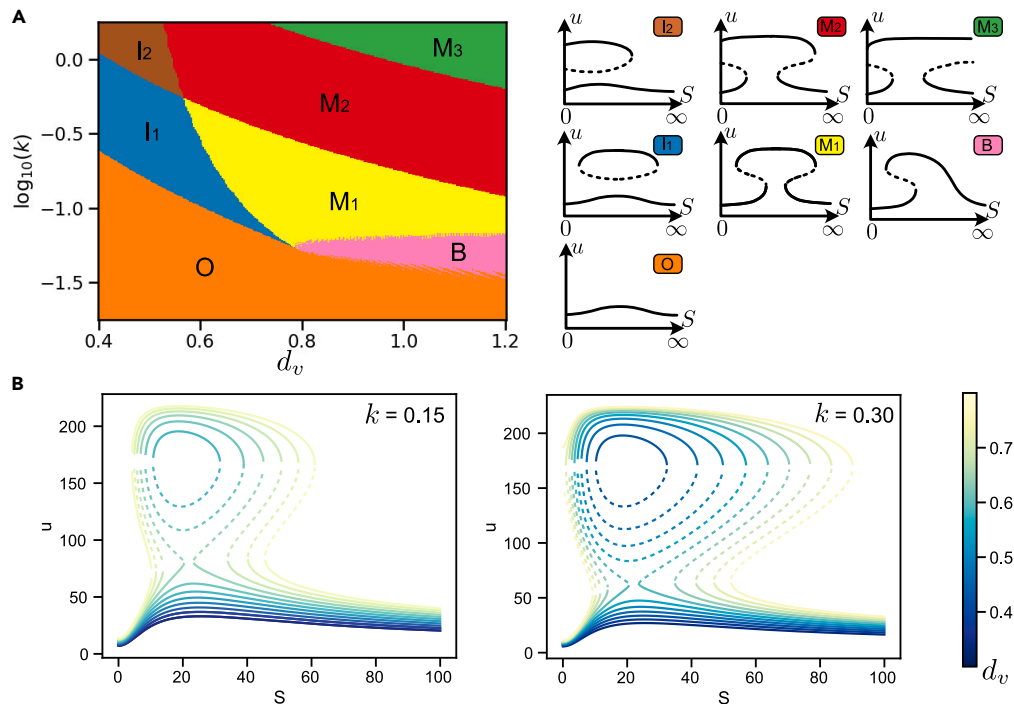 A
0.0
-0.5
-1.0
-1.5
log10(k)
0.4
0.6
0.8
1.0
1.2
dv
I2
I1
O
M3
M2
M1
B
u
I2
S
0
∞
u
M2
S
0
∞
u
M3
S
0
∞
u
I1
S
0
∞
u
M1
S
0
∞
u
B
S
0
∞
u
O
S
0
∞
B
k = 0.15
200
150
100
50
0
u
0
20
40
60
80
100
S
k = 0.30
200
150
100
50
0
u
0
20
40
60
80
100
S
0.7
0.6
0.5
0.4
dv